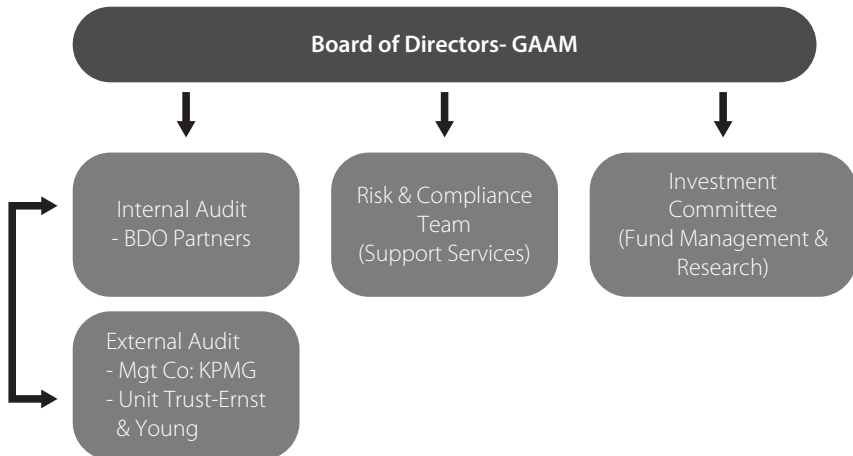 Board of Directors- GAAM
Internal Audit
- BDO Partners
Risk & Compliance
Team
(Support Services)
Investment
Committee
(Fund Management &
Research)
External Audit
- Mgt Co: KPMG
- Unit Trust-Ernst
& Young